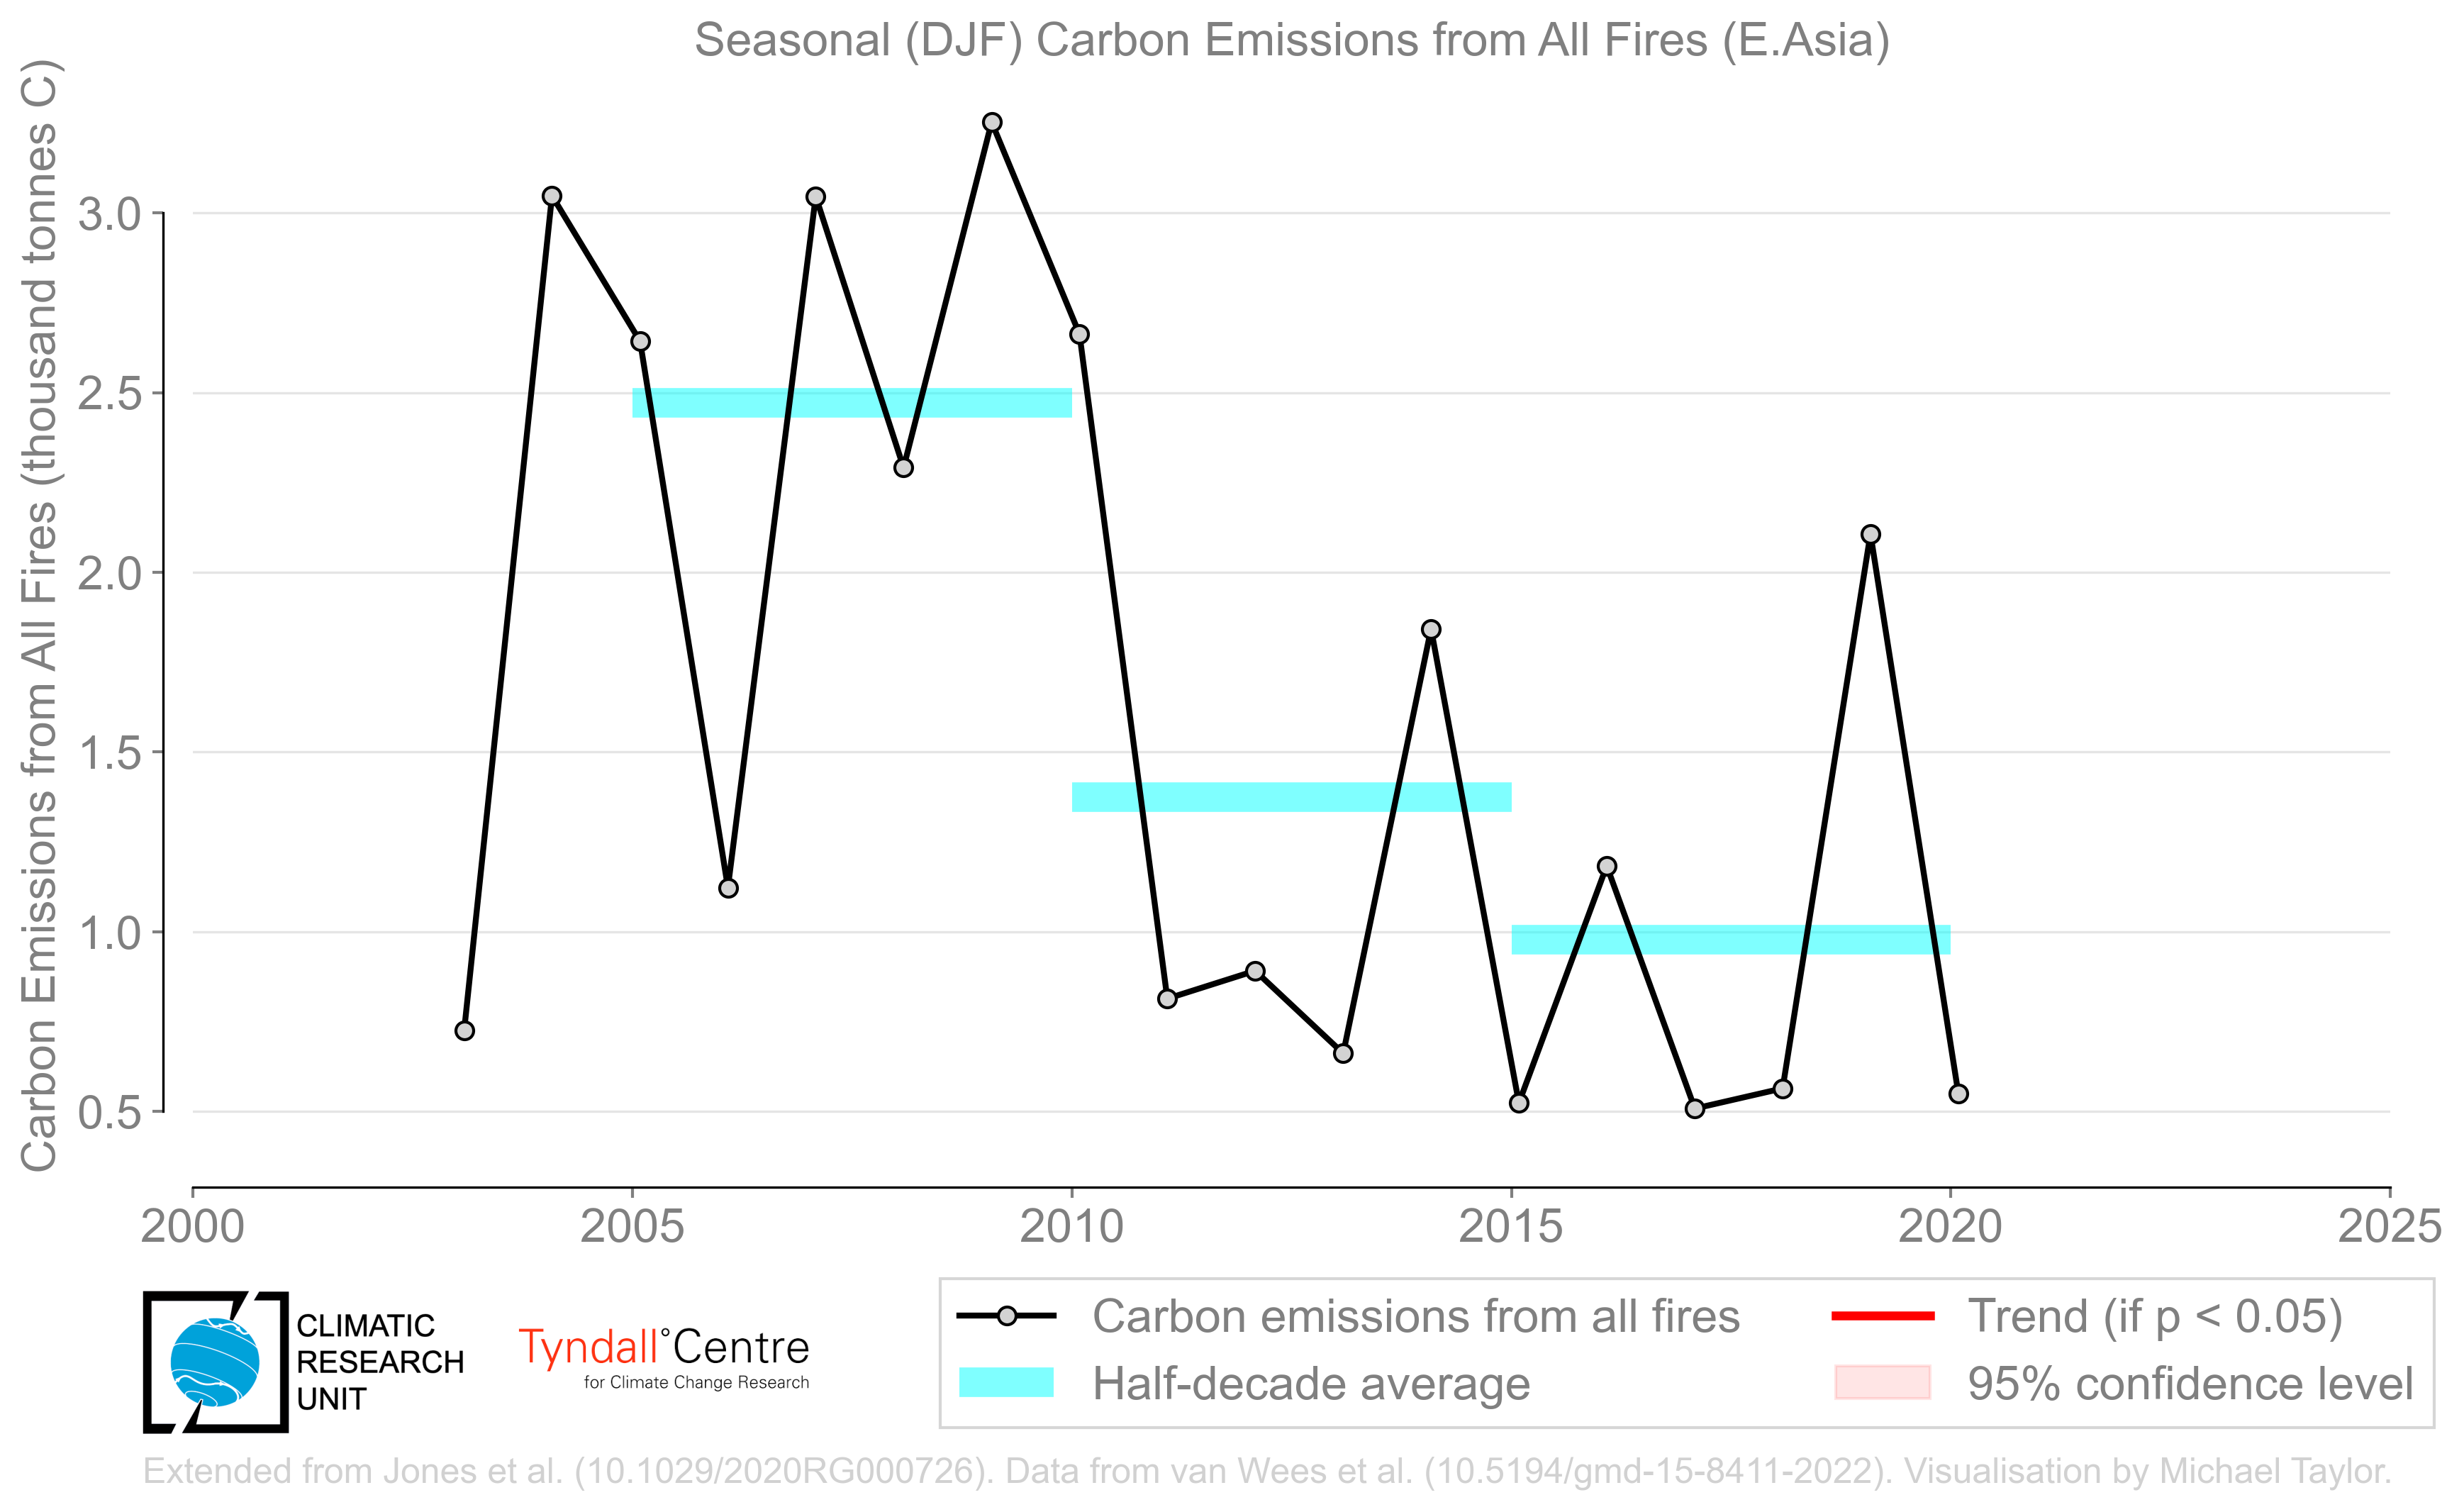 Seasonal (DJF) Carbon Emissions from All Fires (E.Asia)
Carbon Emissions from All Fires (thousand tonnes C)
3.0
2.5
2.0
1.5
1.0
0.5
2000 2005 2010 2015 2020 2025
CLIMATIC
RESEARCH
UNIT
Tyndall°Centre
for Climate Change Research
Carbon emissions from all fires
Half-decade average
Trend (if p < 0.05)
95% confidence level
Extended from Jones et al. (10.1029/2020RG000726). Data from van Wees et al. (10.5194/gmd-15-8411-2022). Visualisation by Michael Taylor.